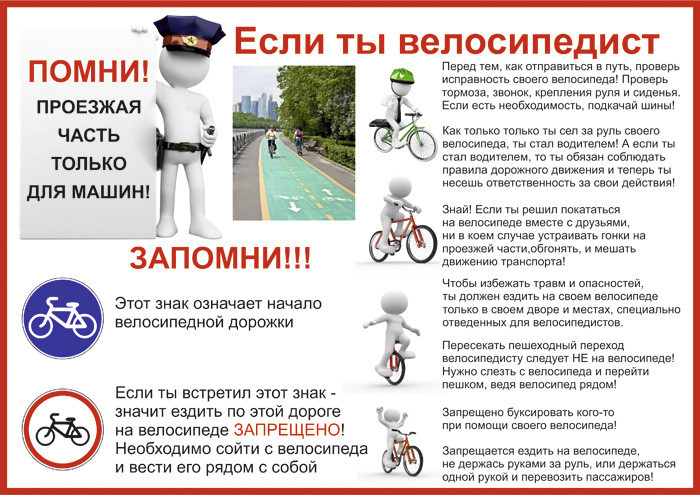 Если ты велосипедист
ПОМНИ!
ПРОЕЗЖАЯ
ЧАСТЬ
ТОЛЬКО
ДЛЯ МАШИН!
ЗАПОМНИ!!!
Этот знак означает начало
велосипедной дорожки
Если ты встретил этот знак -
значит ездить по этой дороге
на велосипеде ЗАПРЕЩЕНО!
Необходимо сойти с велосипеда
и вести его рядом с собой
Перед тем, как отправиться в путь, проверь
исправность своего велосипеда! Проверь
тормоза, звонок, крепления руля и сиденья.
Если есть необходимость, подкачай шины!
Как только только ты сел за руль своего
велосипеда, ты стал водителем! А если ты
стал водителем, то ты обязан соблюдать
правила дорожного движения и теперь ты
несешь ответственность за свои действия!
Знай! Если ты решил покататься
на велосипеде вместе с друзьями,
ни в коем случае устраивать гонки на
проезжей части,обгонять, и мешать
движению транспорта!
Чтобы избежать травм и опасностей,
ты должен ездить на своем велосипеде
только в своем дворе и местах, специально
отведенных для велосипедистов.
Пересекать пешеходный переход
велосипедисту следует НЕ на велосипеде!
Нужно слезть с велосипеда и перейти
пешком, ведя велосипед рядом!
Запрещено буксировать кого-то
при помощи своего велосипеда!
Запрещается ездить на велосипеде,
не держась руками за руль, или держаться
одной рукой и перевозить пассажиров!